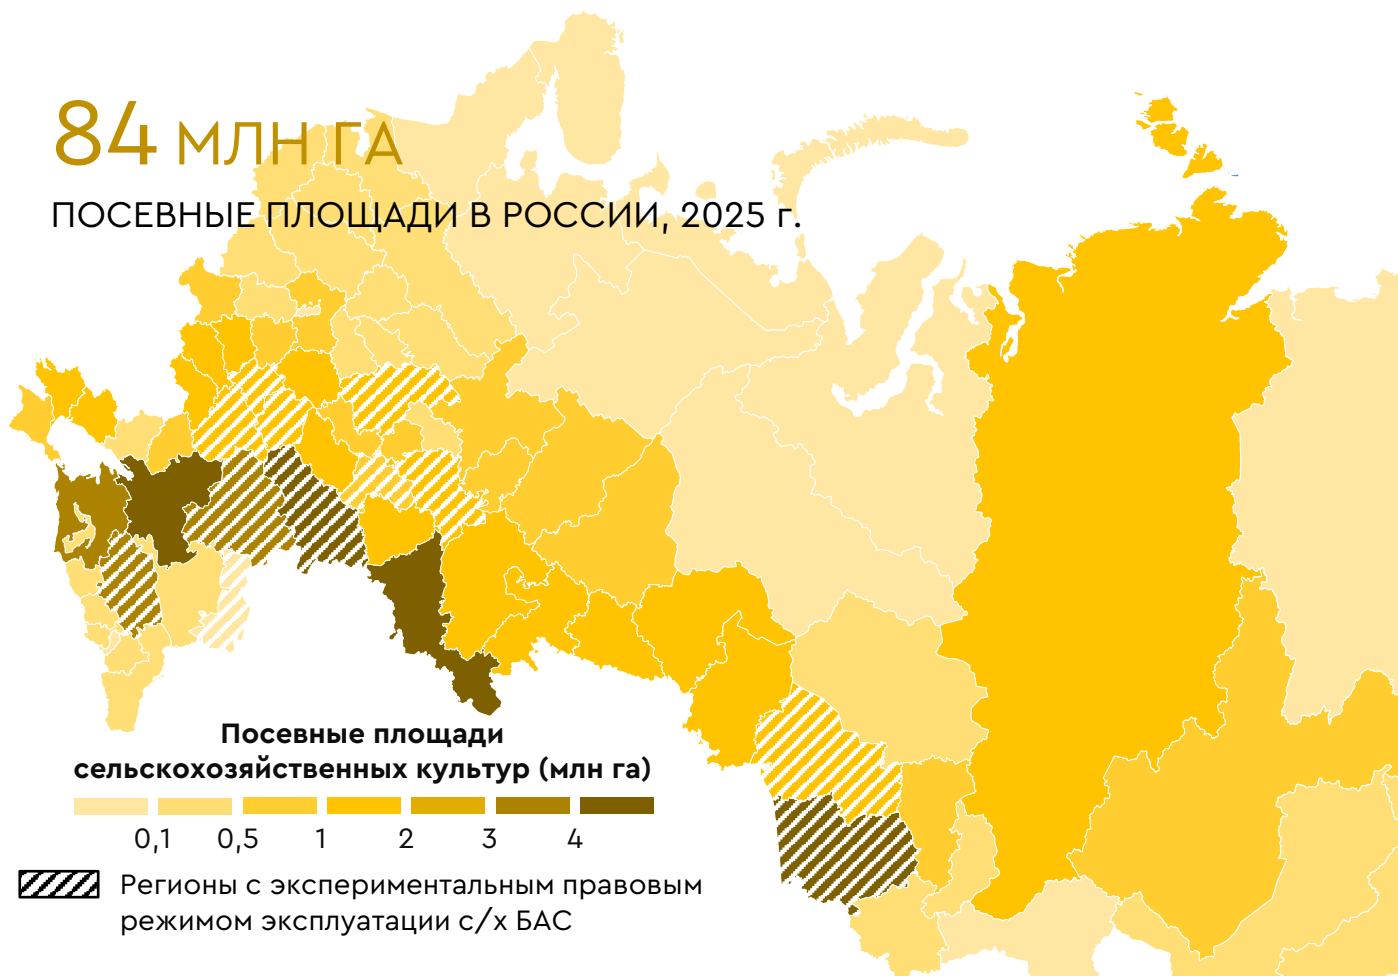 84 МЛН ГА
ПОСЕВНЫЕ ПЛОЩАДИ В РОССИИ, 2025 г.
Посевные площади
сельскохозяйственных культур (млн га)
0,1 0,5 1 2 3 4
Регионы с экспериментальным правовым
режимом эксплуатации с/х БАС